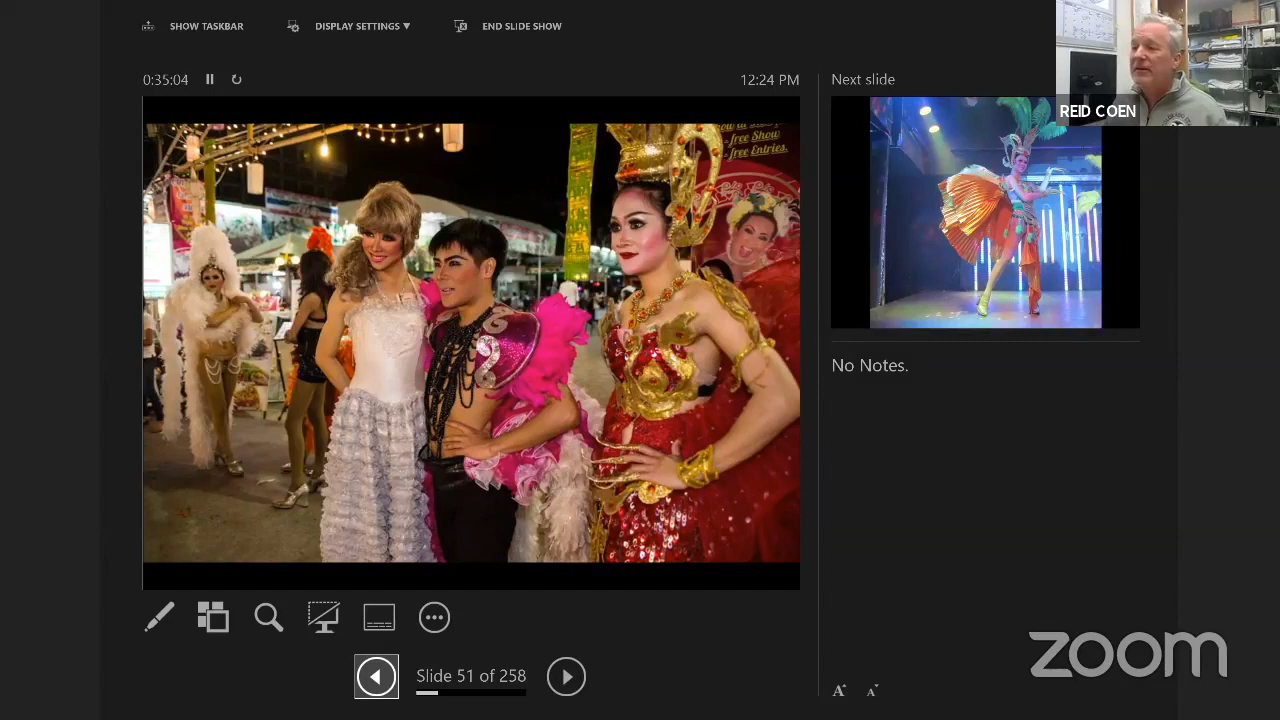 SHOW TASKBAR
DISPLAY SETTINGS ▼
END SLIDE SHOW
0:35:04
12:24 PM
Next slide
REID COEN
free Show
free Entries.
No Notes.
Slide 51 of 258
A A
zoom